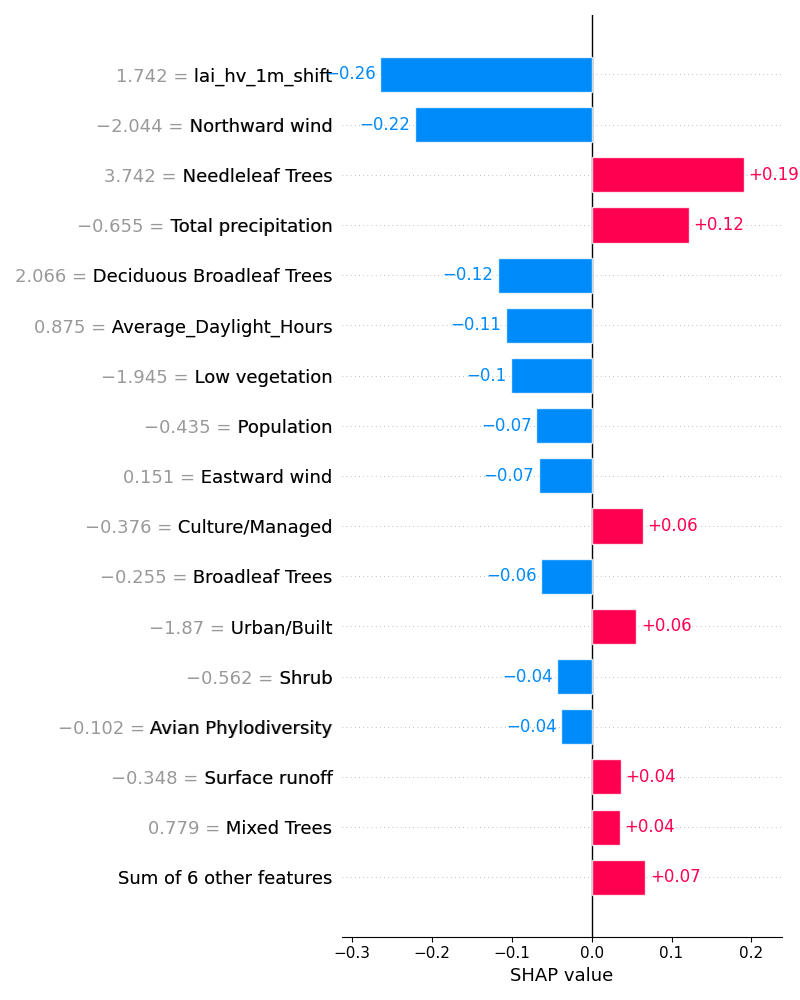 1.742 = lai_hv_1m_shift −0.26
−2.044 = Northward wind −0.22
3.742 = Needleleaf Trees +0.19
−0.655 = Total precipitation +0.12
2.066 = Deciduous Broadleaf Trees −0.12
0.875 = Average_Daylight_Hours −0.11
−1.945 = Low vegetation −0.1
−0.435 = Population −0.07
0.151 = Eastward wind −0.07
−0.376 = Culture/Managed +0.06
−0.255 = Broadleaf Trees −0.06
−1.87 = Urban/Built +0.06
−0.562 = Shrub −0.04
−0.102 = Avian Phylodiversity −0.04
−0.348 = Surface runoff +0.04
0.779 = Mixed Trees +0.04
Sum of 6 other features +0.07
−0.3 −0.2 −0.1 0.0 0.1 0.2
SHAP value